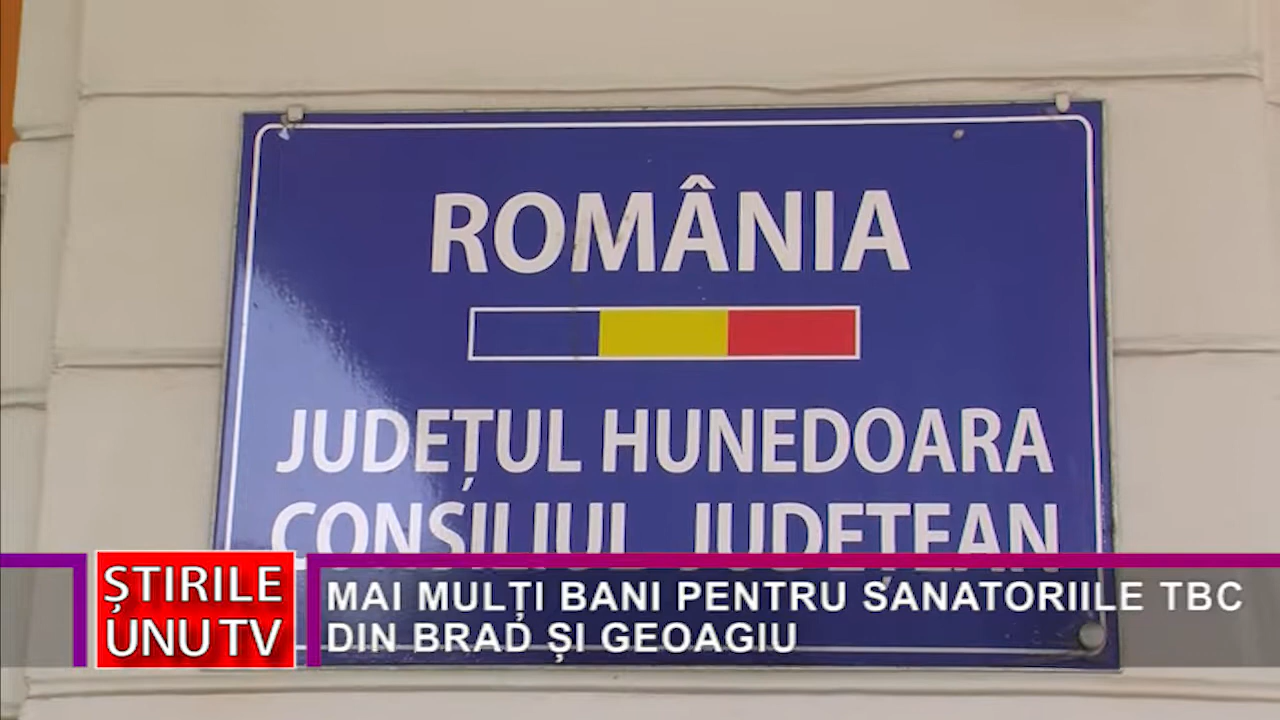 ROMÂNIA
JUDEȚUL HUNEDOARA
CONSILIUL JUDEȚEAN
ȘTIRILE
UNU TV
MAI MULȚI BANI PENTRU SANATORIILE TBC
DIN BRAD ȘI GEOAGIU